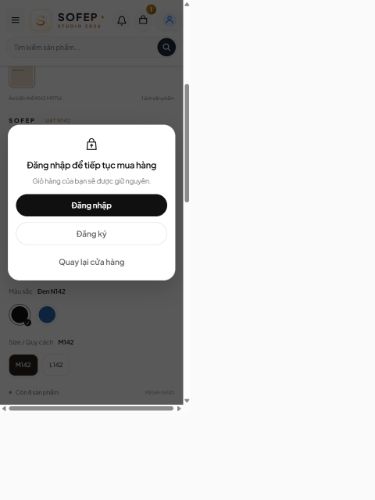 SOFEP
STUDIO 2026
1
Tìm kiếm sản phẩm...
SOFEP
Đăng nhập để tiếp tục mua hàng
Giỏ hàng của bạn sẽ được giữ nguyên.
Đăng nhập
Đăng ký
Quay lại cửa hàng
Màu sắc Đen N142
Size / Quy cách M142
M142
L142
Còn 8 sản phẩm